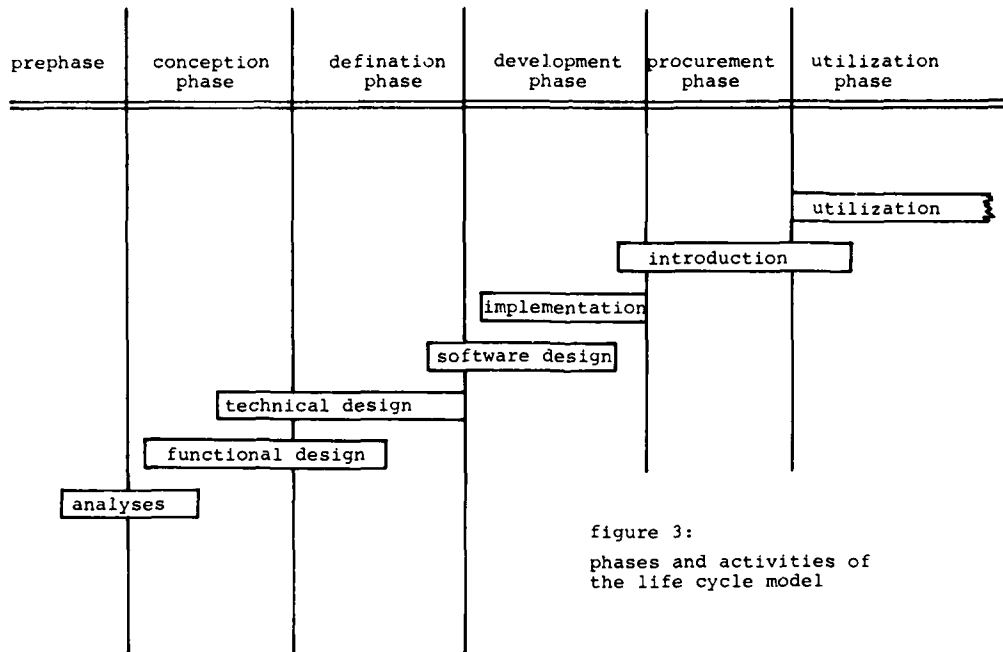 prephase conception defination development procurement utilization
phase phase phase phase phase
utilization
introduction
implementation
software design
technical design
functional design
analyses
figure 3:
phases and activities of
the life cycle model